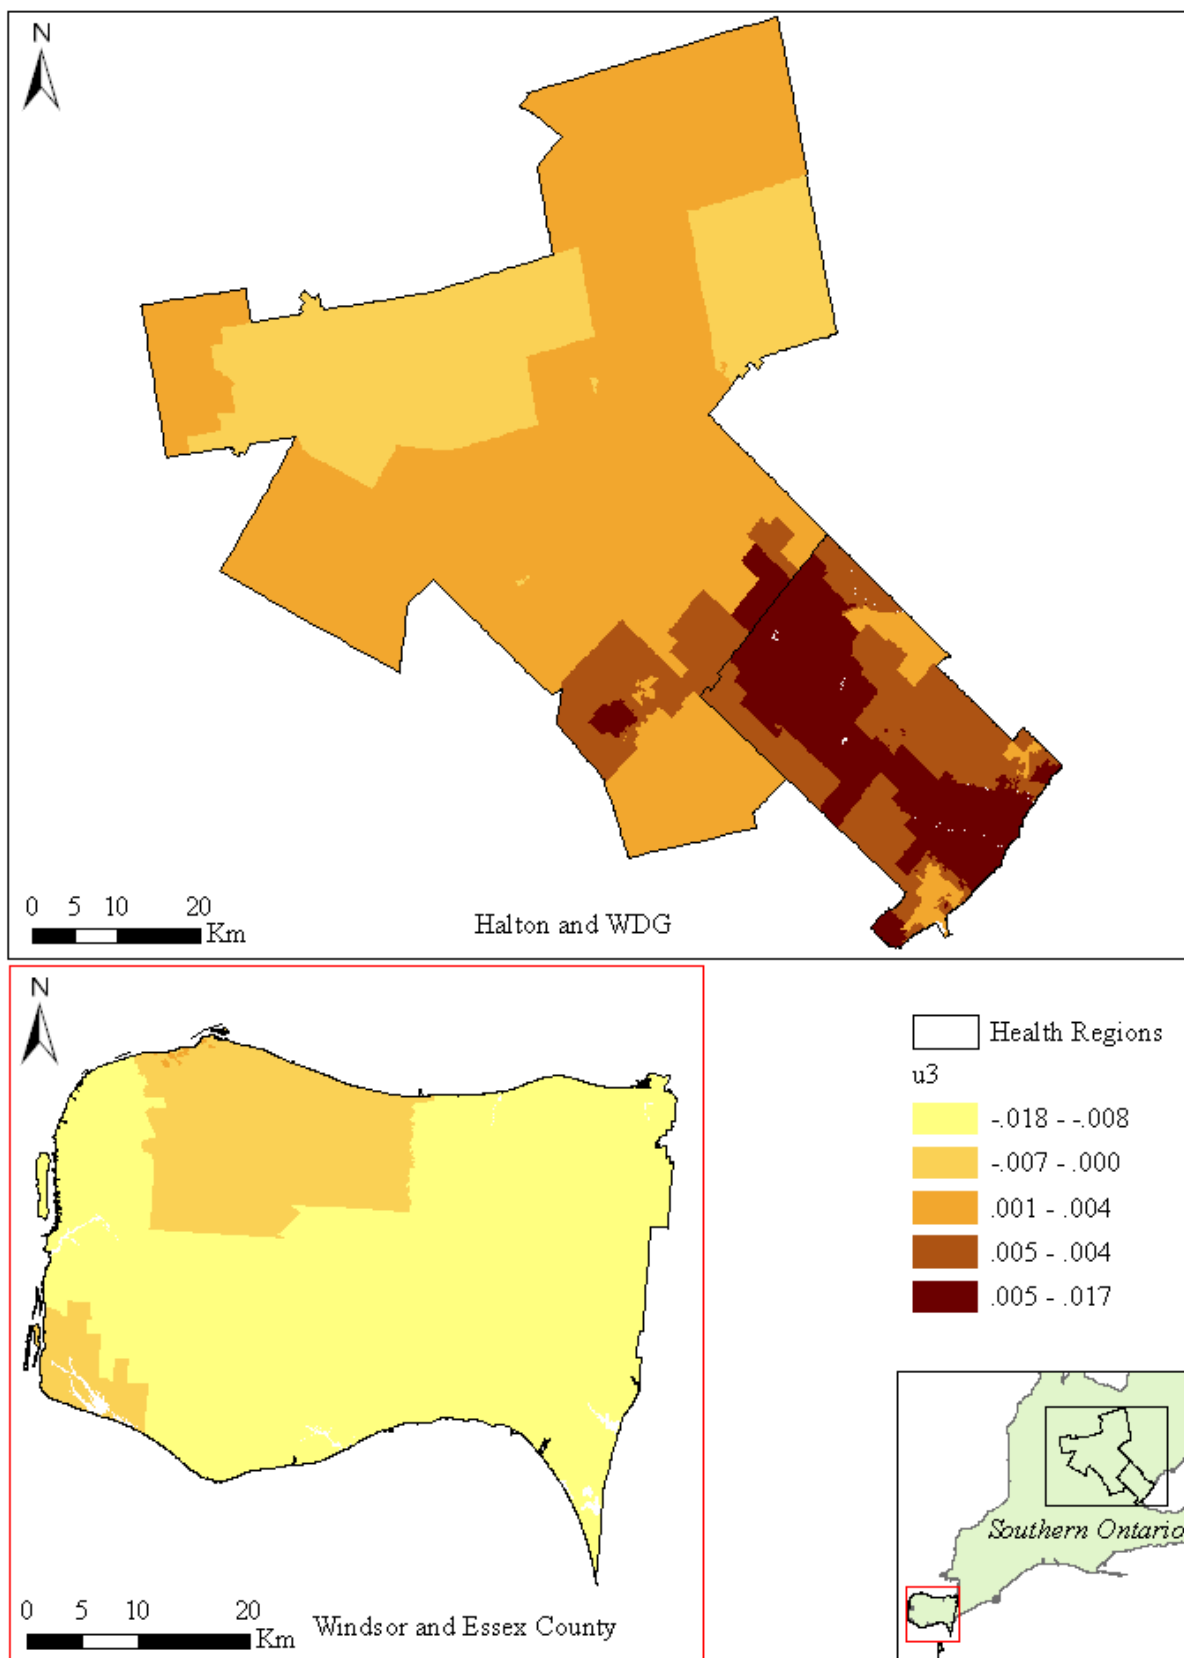 N
0 5 10 20
Km
Halton and WDG
N
0 5 10 20
Km
Windsor and Essex County
Health Regions
u3
-.018 - -.008
-.007 - .000
.001 - .004
.005 - .004
.005 - .017
Southern Ontario